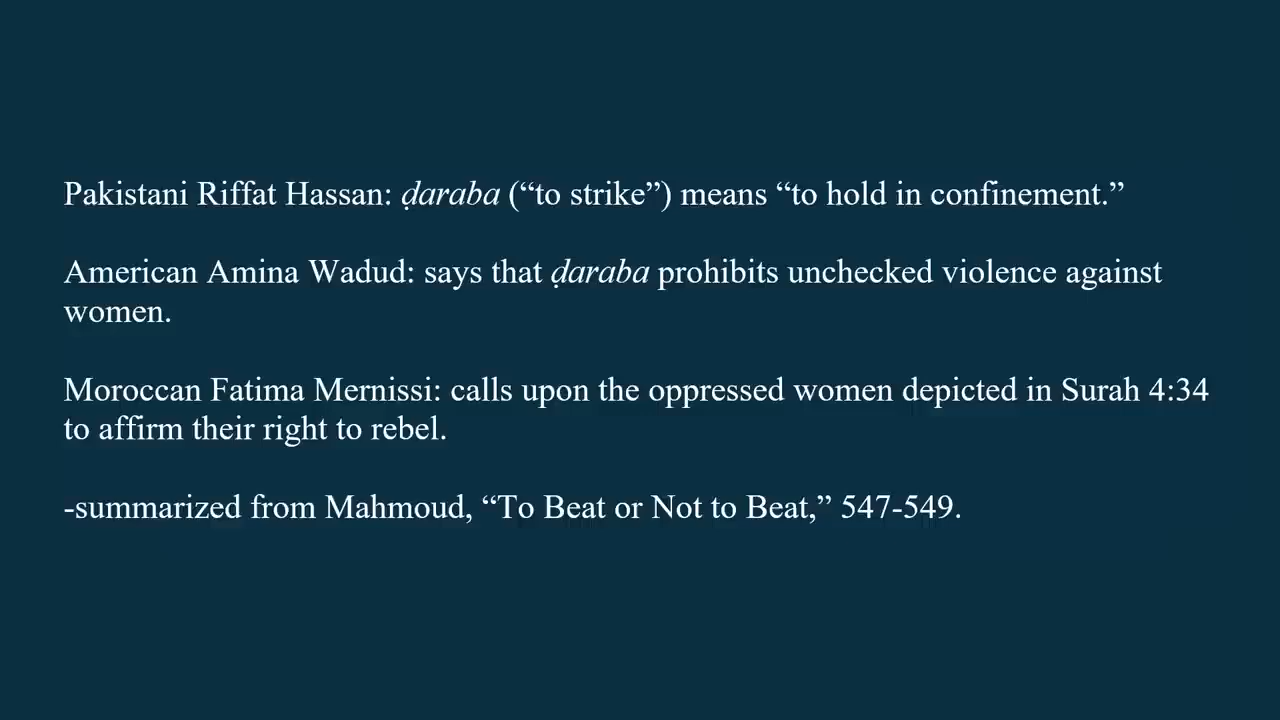 Pakistani Riffat Hassan: ḍaraba (“to strike”) means “to hold in confinement.”
American Amina Wadud: says that ḍaraba prohibits unchecked violence against
women.
Moroccan Fatima Mernissi: calls upon the oppressed women depicted in Surah 4:34
to affirm their right to rebel.
-summarized from Mahmoud, “To Beat or Not to Beat,” 547-549.